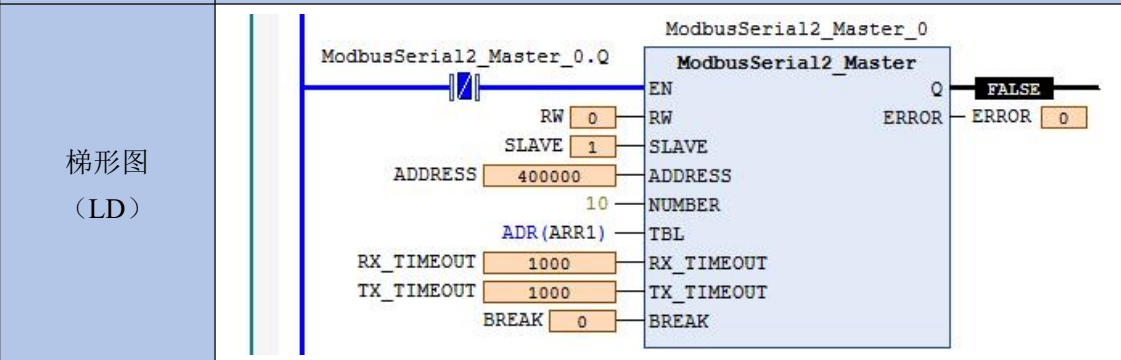 梯形图
（LD）
ModbusSerial2_Master_0
ModbusSerial2_Master_0.Q
ModbusSerial2_Master
EN Q FALSE
RW 0 RW ERROR ERROR 0
SLAVE 1 SLAVE
ADDRESS 400000 ADDRESS
10 NUMBER
ADR(ARR1) TBL
RX_TIMEOUT 1000 RX_TIMEOUT
TX_TIMEOUT 1000 TX_TIMEOUT
BREAK 0 BREAK